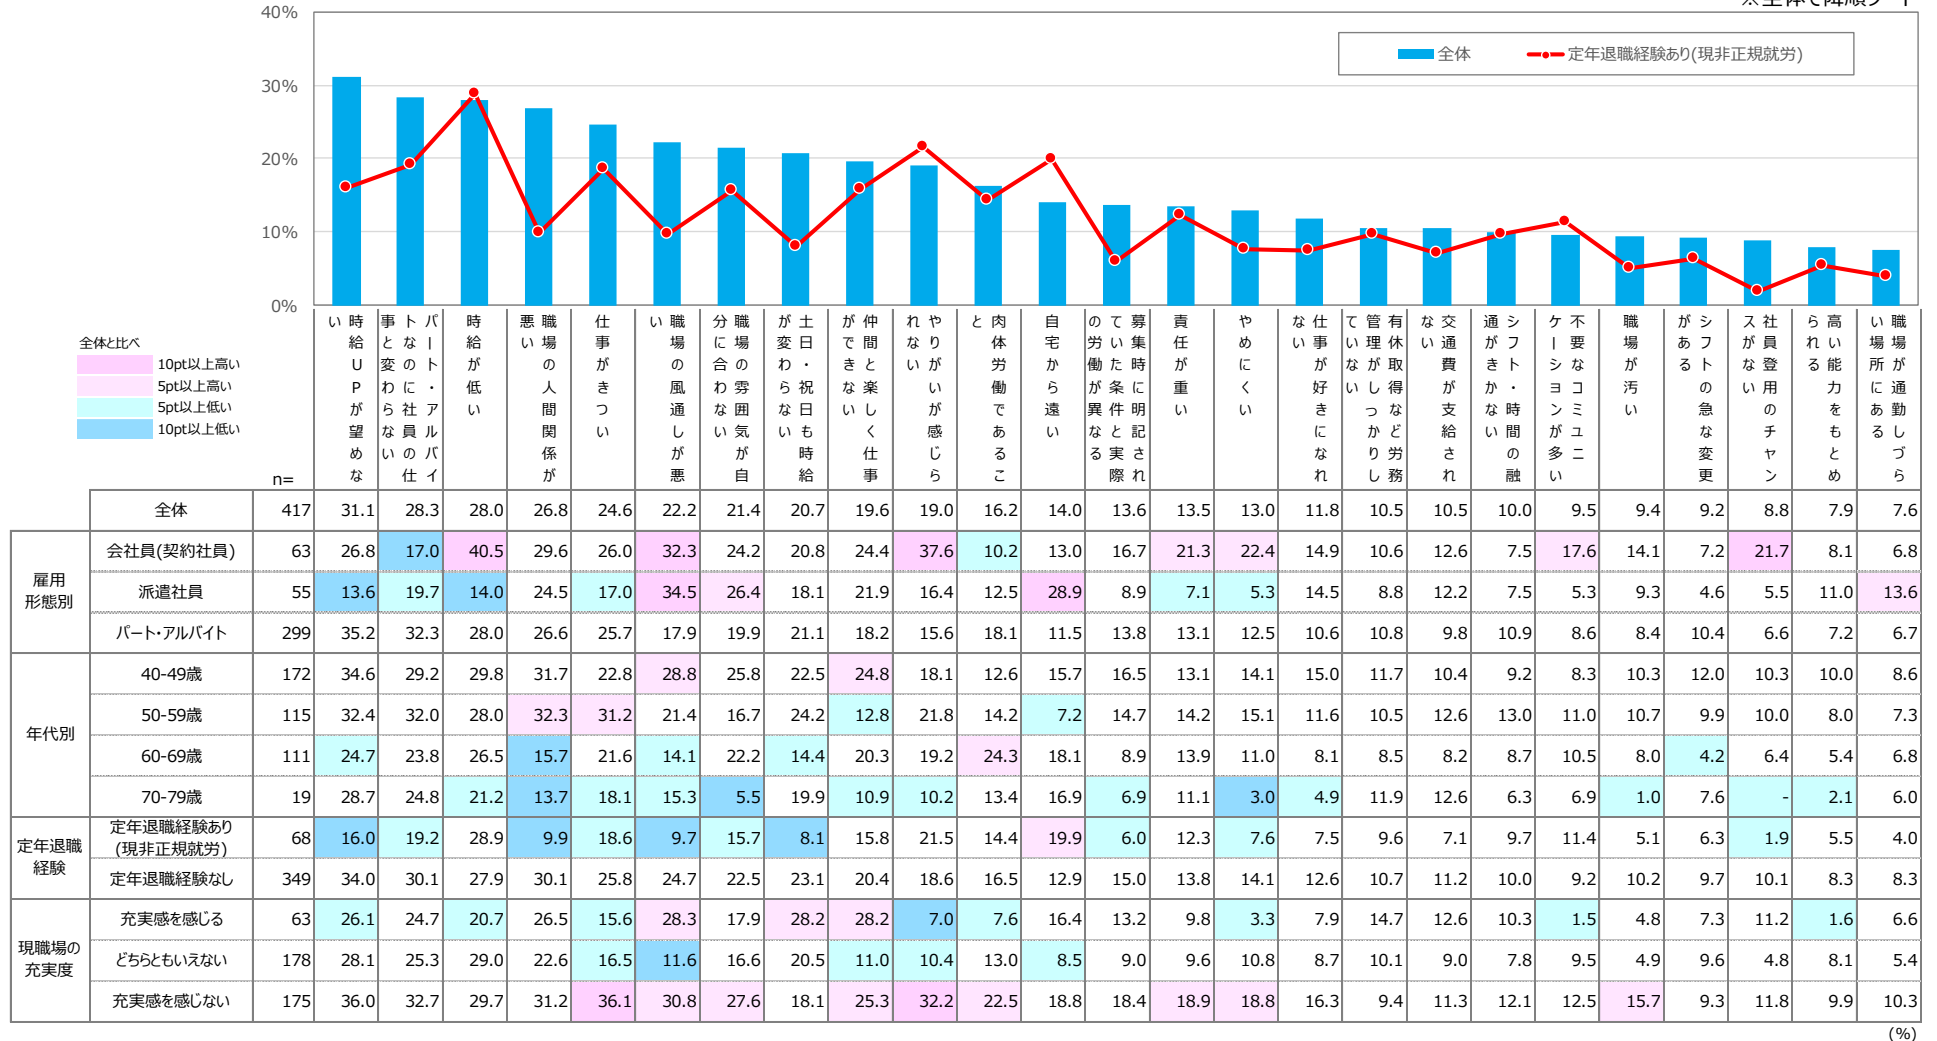 ※全体で降順ソート
40%
30%
20%
10%
0%
全体
定年退職経験あり(現非正規就労)
全体と比べ
10pt以上高い
5pt以上高い
5pt以上低い
10pt以上低い
n=
時給UPが望めない
パート・アルバイトなのに社員の仕事と変わらない
時給が低い
職場の人間関係が悪い
仕事がきつい
職場の風通しが悪い
職場の雰囲気が自分に合わない
土日・祝日も時給が変わらない
仲間と楽しく仕事ができない
やりがいが感じられない
肉体労働であること
自宅から遠い
募集時に明記されていた条件と実際の労働が異なる
責任が重い
やめにくい
仕事が好きになれない
有休取得など労務管理がしっかりしていない
交通費が支給されない
シフト・時間の融通がきかない
不要なコミュニケーションが多い
職場が汚い
シフトの急な変更がある
社員登用のチャンスがない
高い能力をもとめられる
職場が通勤しづらい場所にある
全体 417 31.1 28.3 28.0 26.8 24.6 22.2 21.4 20.7 19.6 19.0 16.2 14.0 13.6 13.5 13.0 11.8 10.5 10.5 10.0 9.5 9.4 9.2 8.8 7.9 7.6
雇用形態別
会社員(契約社員) 63 26.8 17.0 40.5 29.6 26.0 32.3 24.2 20.8 24.4 37.6 10.2 13.0 16.7 21.3 22.4 14.9 10.6 12.6 7.5 17.6 14.1 7.2 21.7 8.1 6.8
派遣社員 55 13.6 19.7 14.0 24.5 17.0 34.5 26.4 18.1 21.9 16.4 12.5 28.9 8.9 7.1 5.3 14.5 8.8 12.2 7.5 5.3 9.3 4.6 5.5 11.0 13.6
パート・アルバイト 299 35.2 32.3 28.0 26.6 25.7 17.9 19.9 21.1 18.2 15.6 18.1 11.5 13.8 13.1 12.5 10.6 10.8 9.8 10.9 8.6 8.4 10.4 6.6 7.2 6.7
年代別
40-49歳 172 34.6 29.2 29.8 31.7 22.8 28.8 25.8 22.5 24.8 18.1 12.6 15.7 16.5 13.1 14.1 15.0 11.7 10.4 9.2 8.3 10.3 12.0 10.3 10.0 8.6
50-59歳 115 32.4 32.0 28.0 32.3 31.2 21.4 16.7 24.2 12.8 21.8 14.2 7.2 14.7 14.2 15.1 11.6 10.5 12.6 13.0 11.0 10.7 9.9 10.0 8.0 7.3
60-69歳 111 24.7 23.8 26.5 15.7 21.6 14.1 22.2 14.4 20.3 19.2 24.3 18.1 8.9 13.9 11.0 8.1 8.5 8.2 8.7 10.5 8.0 4.2 6.4 5.4 6.8
70-79歳 19 28.7 24.8 21.2 13.7 18.1 15.3 5.5 19.9 10.9 10.2 13.4 16.9 6.9 11.1 3.0 4.9 11.9 12.6 6.3 6.9 1.0 7.6 - 2.1 6.0
定年退職経験
定年退職経験あり(現非正規就労) 68 16.0 19.2 28.9 9.9 18.6 9.7 15.7 8.1 15.8 21.5 14.4 19.9 6.0 12.3 7.6 7.5 9.6 7.1 9.7 11.4 5.1 6.3 1.9 5.5 4.0
定年退職経験なし 349 34.0 30.1 27.9 30.1 25.8 24.7 22.5 23.1 20.4 18.6 16.5 12.9 15.0 13.8 14.1 12.6 10.7 11.2 10.0 9.2 10.2 9.7 10.1 8.3 8.3
現職場の充実度
充実感を感じる 63 26.1 24.7 20.7 26.5 15.6 28.3 17.9 28.2 28.2 7.0 7.6 16.4 13.2 9.8 3.3 7.9 14.7 12.6 10.3 1.5 4.8 7.3 11.2 1.6 6.6
どちらともいえない 178 28.1 25.3 29.0 22.6 16.5 11.6 16.6 20.5 11.0 10.4 13.0 8.5 9.0 9.6 10.8 8.7 10.1 9.0 7.8 9.5 4.9 9.6 4.8 8.1 5.4
充実感を感じない 175 36.0 32.7 29.7 31.2 36.1 30.8 27.6 18.1 25.3 32.2 22.5 18.8 18.4 18.9 18.8 16.3 9.4 11.3 12.1 12.5 15.7 9.3 11.8 9.9 10.3
(%)